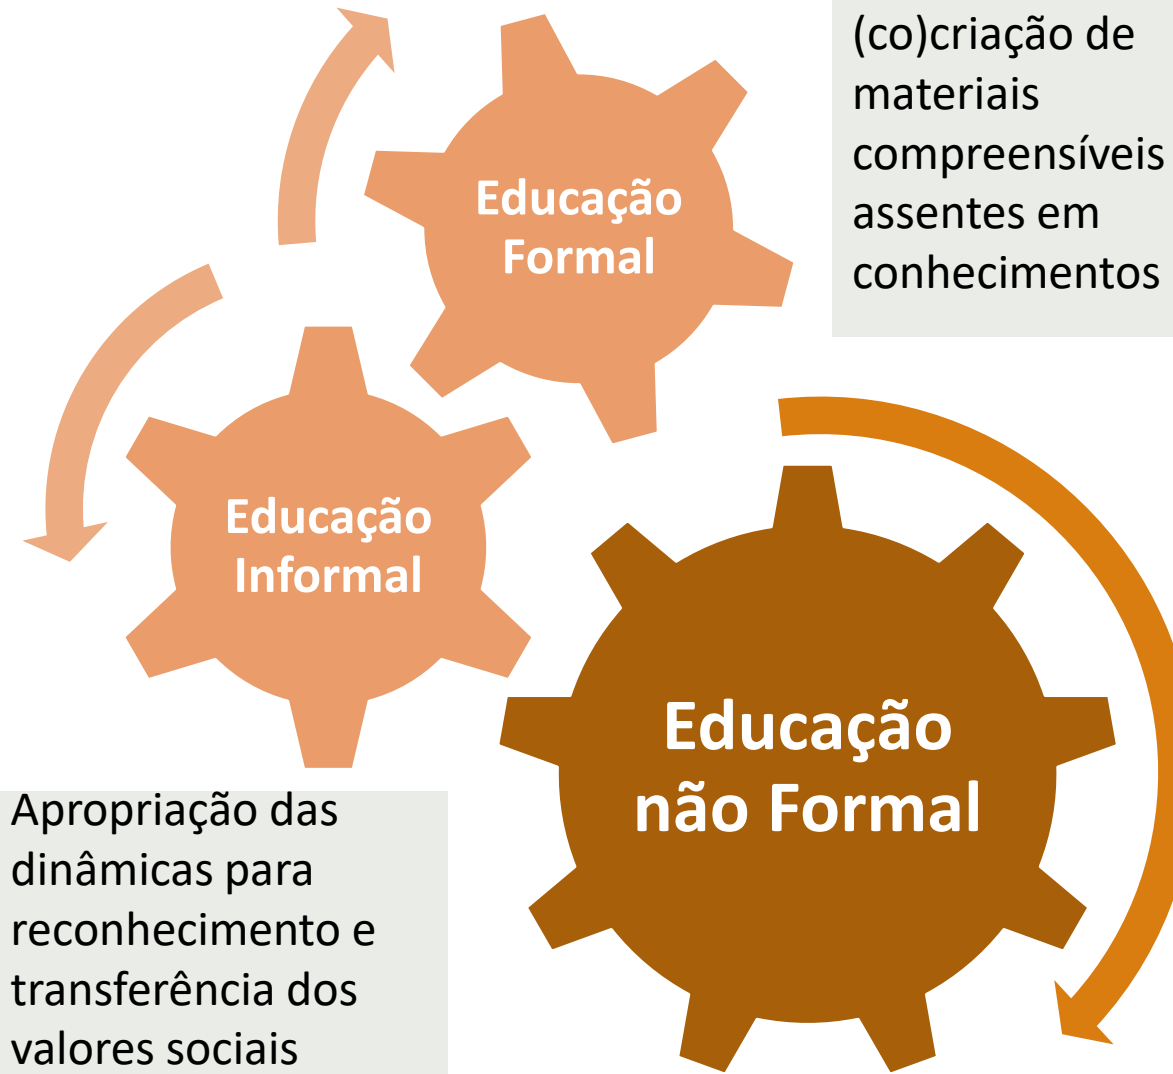 (co)criação de
materiais
compreensíveis
assentes em
conhecimentos
Educação
Formal
Educação
Informal
Educação
não Formal
Apropriação das
dinâmicas para
reconhecimento e
transferência dos
valores sociais